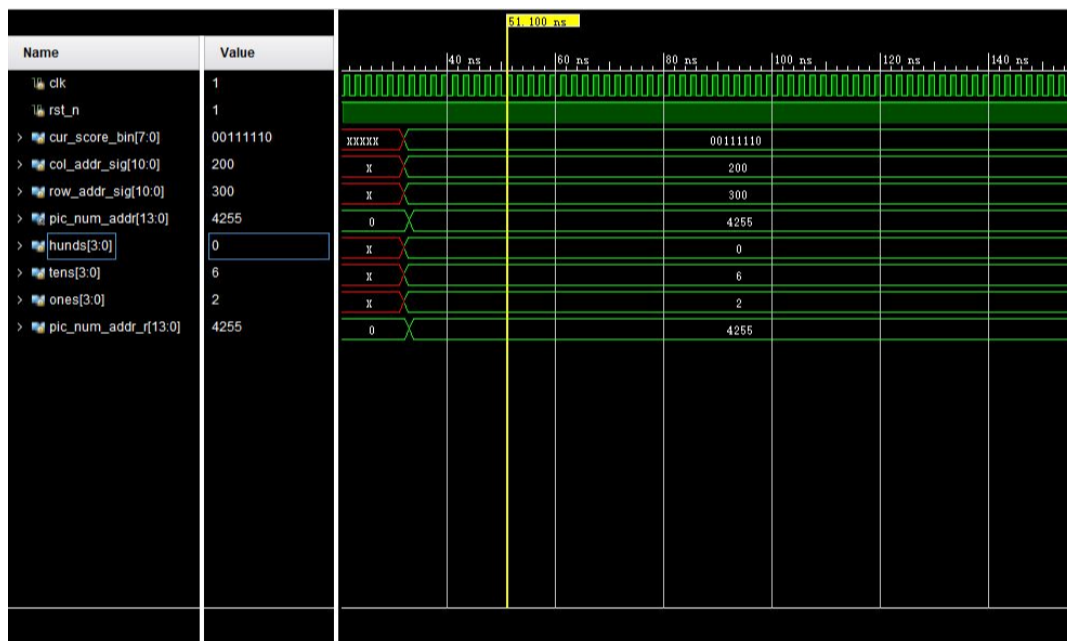 51.100 ns
Name Value
40 ns 60 ns 80 ns 100 ns 120 ns 140 ns
clk 1
rst_n 1
cur_score_bin[7:0] 00111110 XXXXX 00111110
col_addr_sig[10:0] 200 X 200
row_addr_sig[10:0] 300 X 300
pic_num_addr[13:0] 4255 0 4255
hunds[3:0] 0 X 0
tens[3:0] 6 X 6
ones[3:0] 2 X 2
pic_num_addr_r[13:0] 4255 0 4255